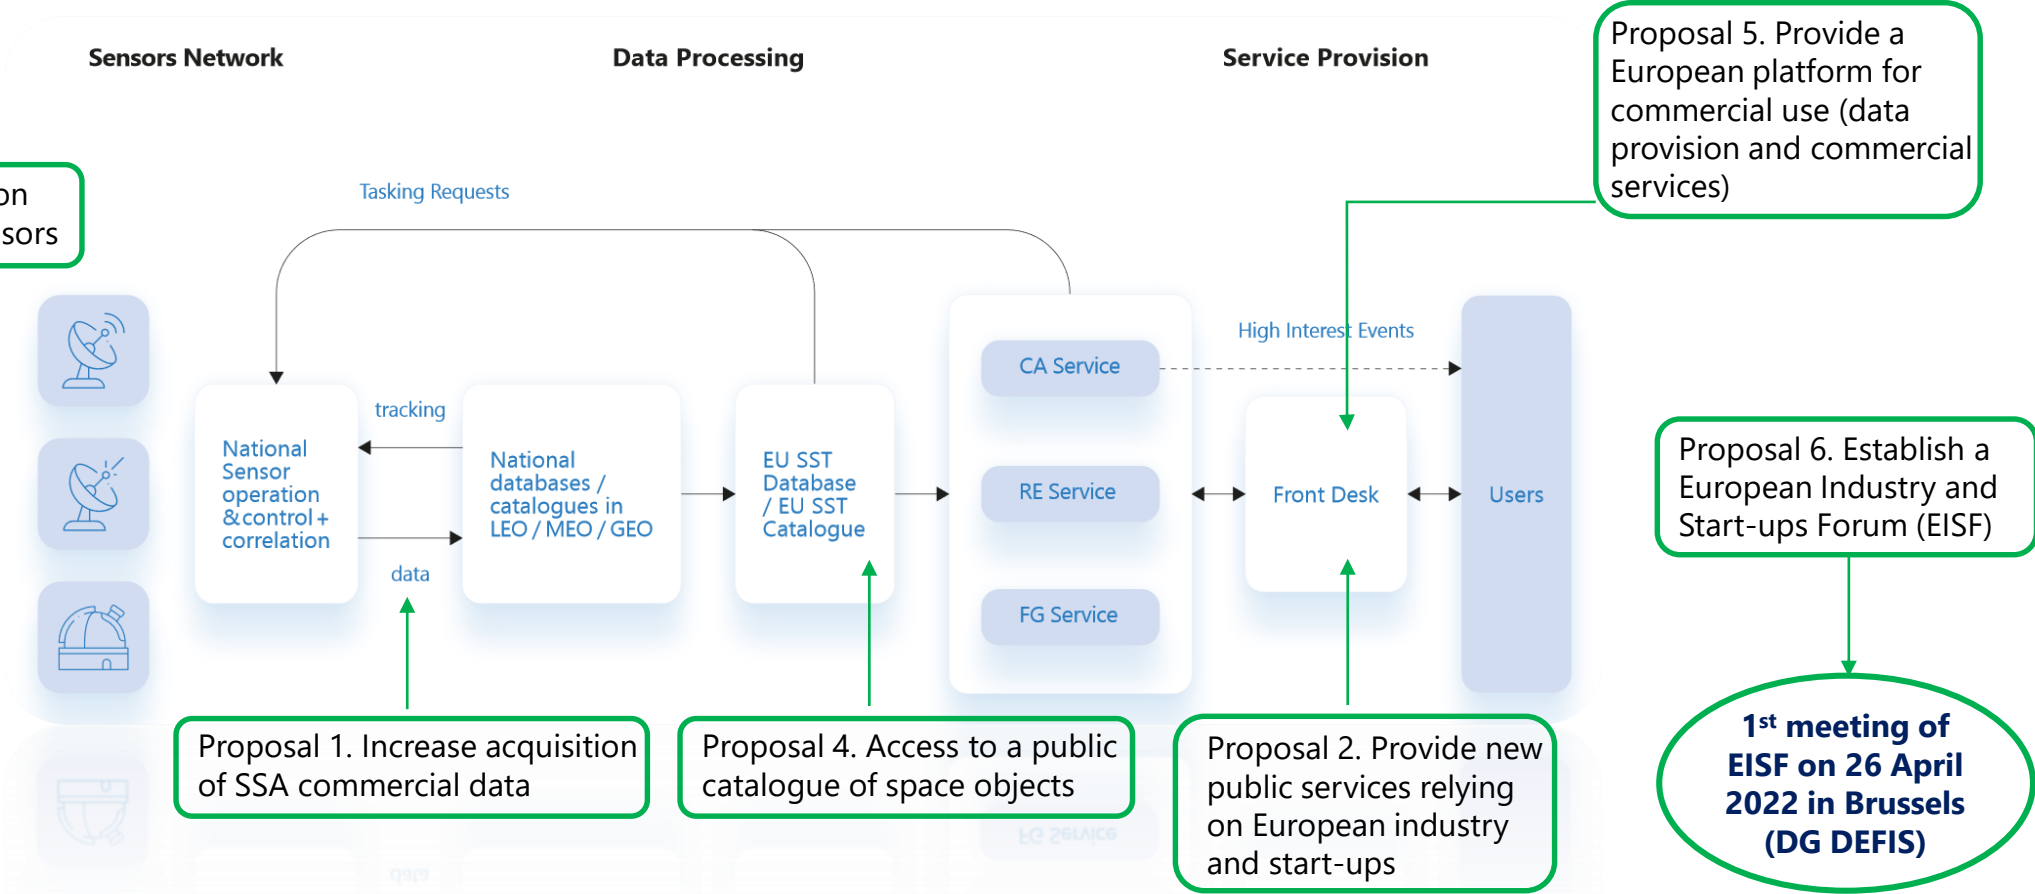 Sensors Network
Data Processing
Service Provision
Proposal 5. Provide a
European platform for
commercial use (data
provision and commercial
services)
on
sors
Tasking Requests
High Interest Events
tracking
data
National
Sensor
operation
&control+
correlation
National
databases /
catalogues in
LEO / MEO / GEO
EU SST
Database
/ EU SST
Catalogue
CA Service
RE Service
FG Service
Front Desk
Users
Proposal 6. Establish a
European Industry and
Start-ups Forum (EISF)
Proposal 1. Increase acquisition
of SSA commercial data
Proposal 4. Access to a public
catalogue of space objects
Proposal 2. Provide new
public services relying
on European industry
and start-ups
1st meeting of
EISF on 26 April
2022 in Brussels
(DG DEFIS)
FG Service
data